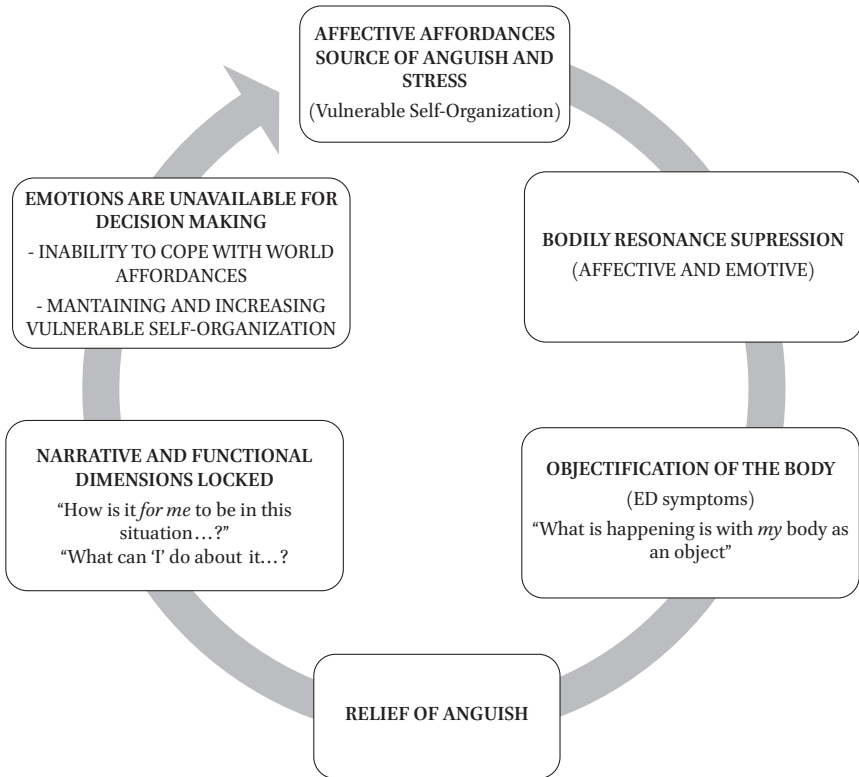 AFFECTIVE AFFORDANCES
SOURCE OF ANGUISH AND
STRESS
(Vulnerable Self-Organization)
BODILY RESONANCE SUPRESSION
(AFFECTIVE AND EMOTIVE)
OBJECTIFICATION OF THE BODY
(ED symptoms)
“What is happening is with my body as
an object”
RELIEF OF ANGUISH
NARRATIVE AND FUNCTIONAL
DIMENSIONS LOCKED
“How is it for me to be in this
situation…?”
“What can ‘I’ do about it…?
EMOTIONS ARE UNAVAILABLE FOR
DECISION MAKING
- INABILITY TO COPE WITH WORLD
AFFORDANCES
- MANTAINING AND INCREASING
VULNERABLE SELF-ORGANIZATION